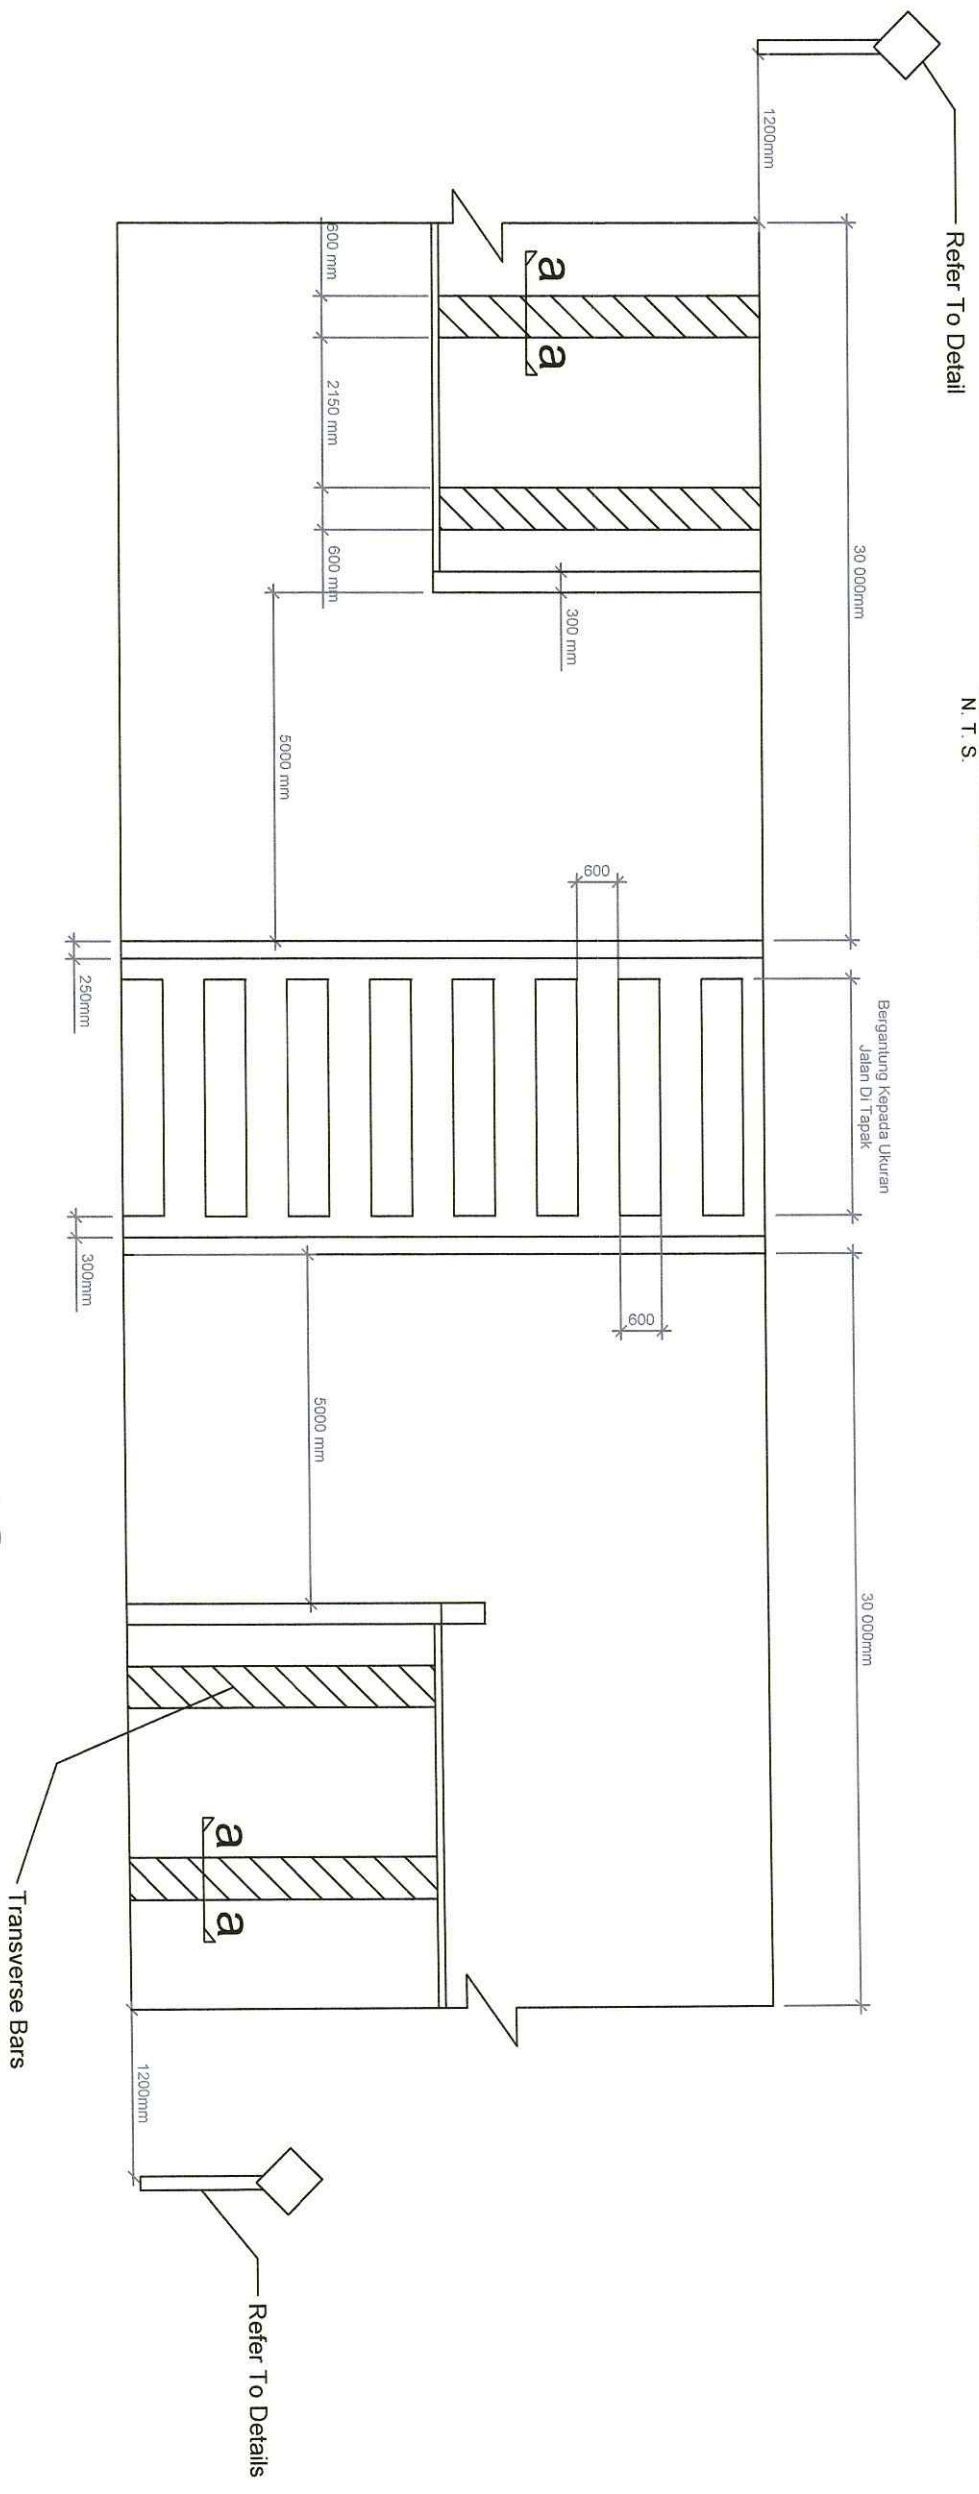 Refer To Detail
N. T. S.
1200mm
30 000mm
600 mm
a
a
2150 mm
600 mm
300 mm
5000 mm
600
250mm
Bergantung Kepada Ukuran
Jalan Di Tapak
300mm
600
5000 mm
30 000mm
a
a
Transverse Bars
1200mm
Refer To Details